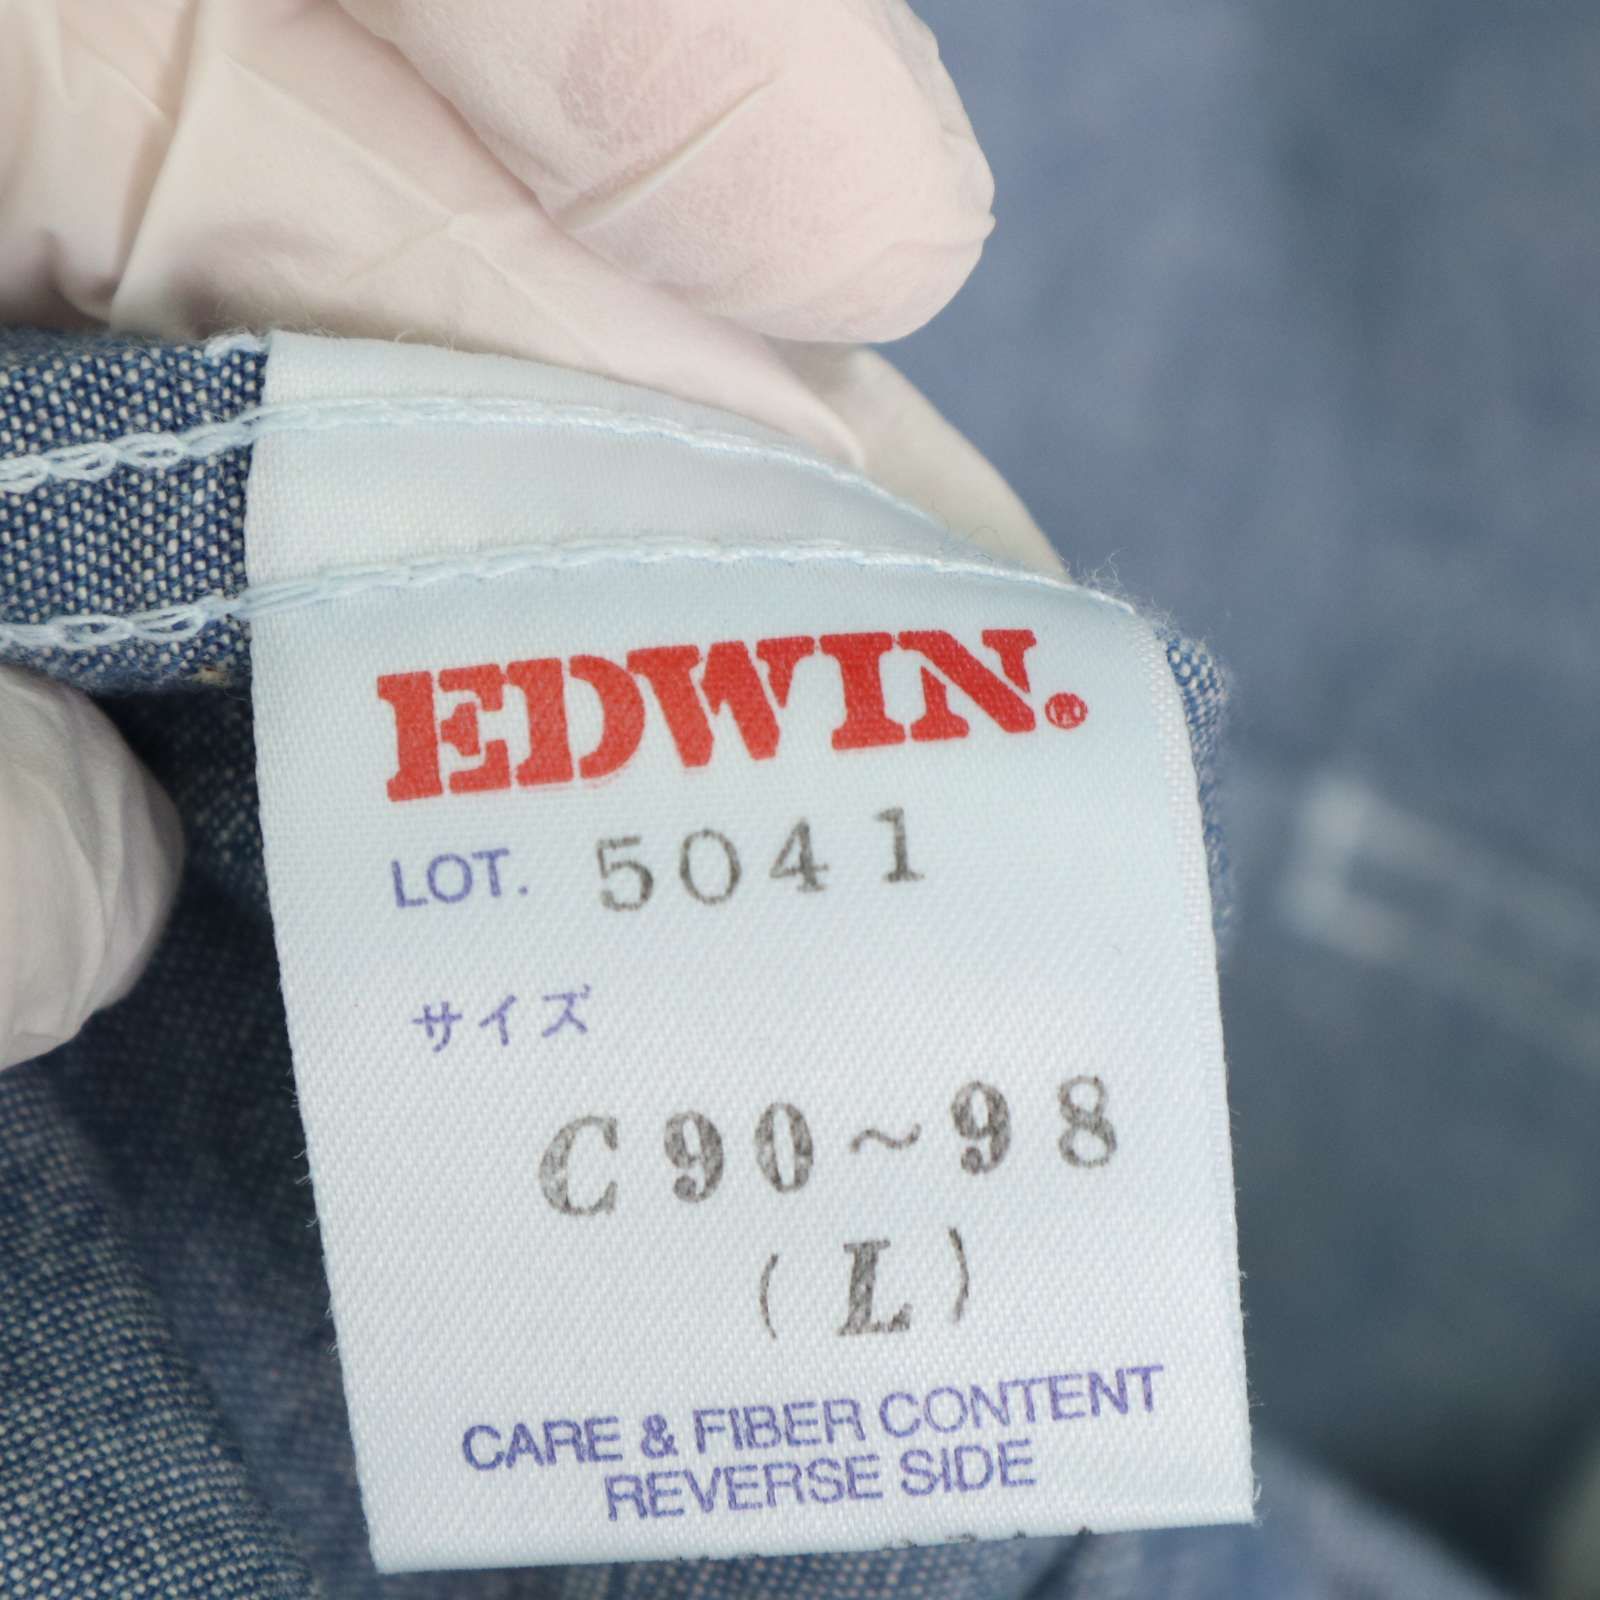 EDWIN.®
LOT. 5041
サイズ
C90~98
(L)
CARE & FIBER CONTENT
REVERSE SIDE